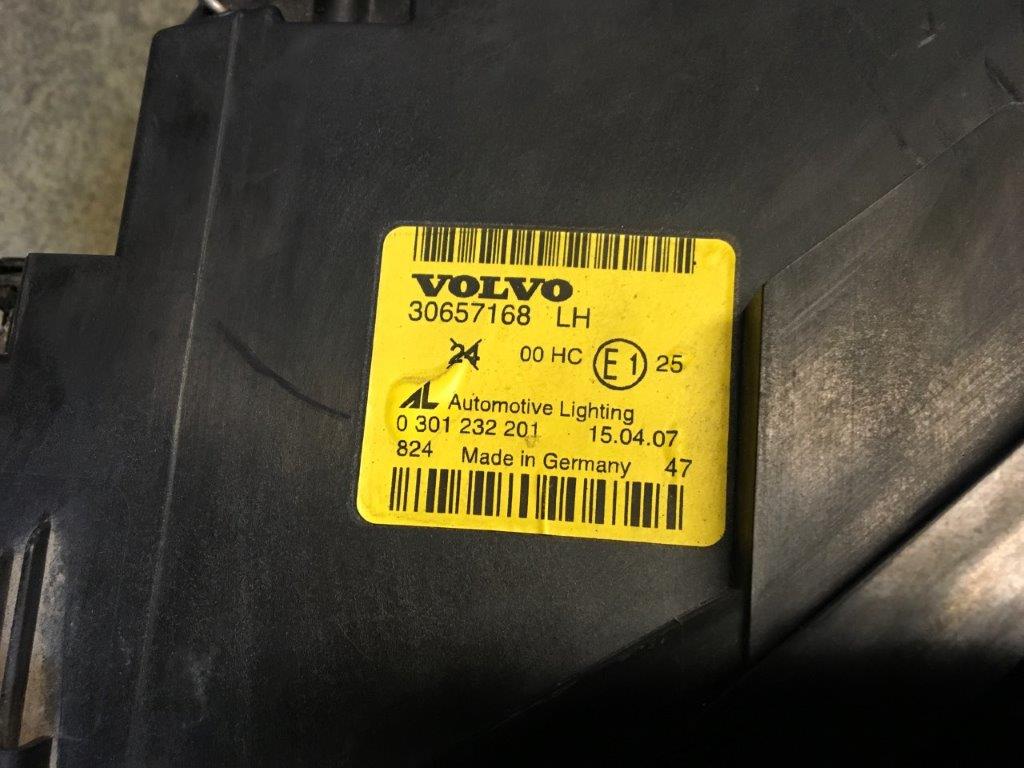 VOLVO
30657168 LH
24 00 HC E1 25
AL Automotive Lighting
0 301 232 201 15.04.07
824 Made in Germany 47